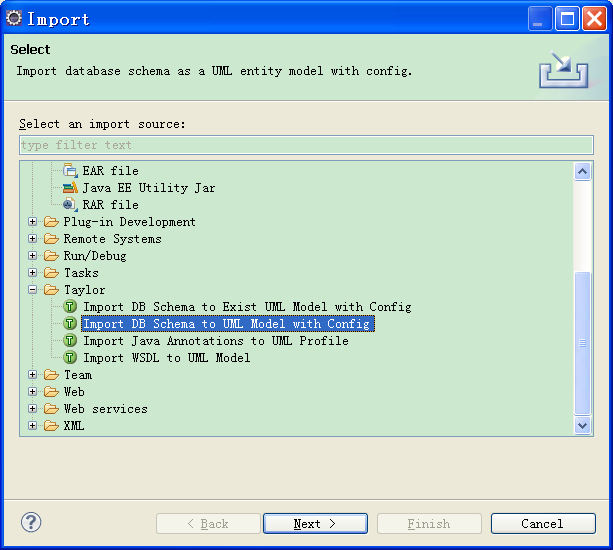 Import
Select
Import database schema as a UML entity model with config.
Select an import source:
type filter text
EAR file
Java EE Utility Jar
RAR file
Plug-in Development
Remote Systems
Run/Debug
Tasks
Taylor
Import DB Schema to Exist UML Model with Config
Import DB Schema to UML Model with Config
Import Java Annotations to UML Profile
Import WSDL to UML Model
Team
Web
Web services
XML
< Back
Next >
Finish
Cancel